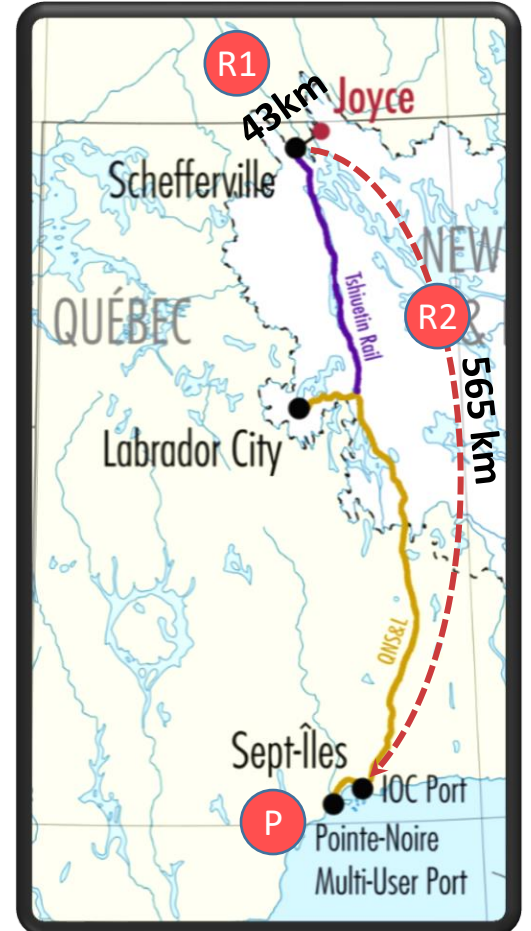 R1
43km
Joyce
Schefferville
NEW
Tshiuetin Rail
QUÉBEC
R2
&
565 km
Labrador City
QNS&L
Sept-Îles
IOC Port
P
Pointe-Noire
Multi-User Port